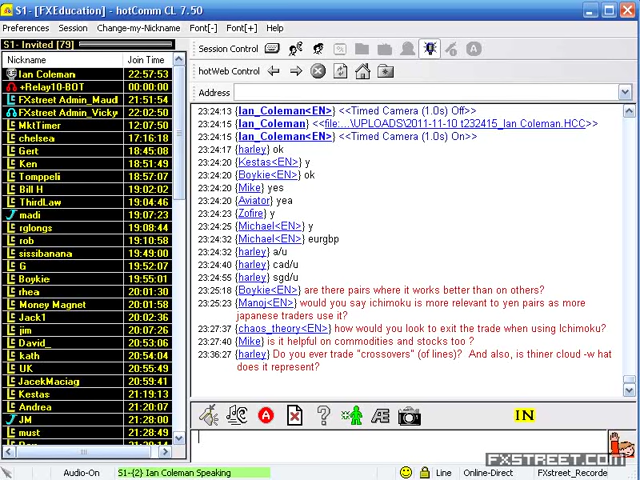 S1- [FXEducation] - hotComm CL 7.50
Preferences Session Change-my-Nickname Font[-] Font[+] Help
S1- Invited [79]
Session Control
Nickname Join Time
hotWeb Control
Address
Ian Coleman 22:57:53
+Relay10-BOT 00:00:00
FXstreet Admin_Maud 21:51:54
FXstreet Admin_Vicky 22:02:50
MktTimer 12:07:50
chelsea 17:16:18
Gert 18:45:08
Ken 18:51:49
Tomppeli 18:57:07
Bill H 19:02:02
ThirdLaw 19:04:46
madi 19:07:23
rglongs 19:08:44
rob 19:10:58
sissibanana 19:49:00
G 19:52:07
Boykie 19:55:01
rhea 20:01:30
Money Magnet 20:01:58
Jack1 20:02:36
jim 20:07:26
David_ 20:53:06
kath 20:54:04
UK 20:55:49
JacekMaciag 20:59:41
Kestas 21:19:13
Andrea 21:20:07
JM 21:28:00
must 21:28:39
23:24:13 {Ian_Coleman<EN>} <<Timed Camera (1.0s) Off>>
23:24:15 {Ian_Coleman<EN>} <<file:...\UPLOADS\2011-11-10 t232415_Ian Coleman.HCC>>
23:24:15 {Ian_Coleman<EN>} <<Timed Camera (1.0s) On>>
23:24:17 {harley} ok
23:24:20 {Kestas<EN>} y
23:24:20 {Boykie<EN>} ok
23:24:20 {Mike} yes
23:24:20 {Aviator} yea
23:24:23 {Zofire} y
23:24:25 {Michael<EN>} y
23:24:32 {Michael<EN>} eurgbp
23:24:32 {harley} a/u
23:24:40 {harley} cad/u
23:24:55 {harley} sgd/u
23:25:18 {Boykie<EN>} are there pairs where it works better than on others?
23:25:23 {Manoj<EN>} would you say ichimoku is more relevant to yen pairs as more
japanese traders use it?
23:27:37 {chaos_theory<EN>} how would you look to exit the trade when using Ichimoku?
23:27:40 {Mike} is it helpful on commodities and stocks too ?
23:36:27 {harley} Do you ever trade "crossovers" (of lines)? And also, is thiner cloud -w hat
does it represent?
IN
FXSTREET.COM
Audio-On S1-{2} Ian Coleman Speaking Line Online-Direct FXstreet_Recorde